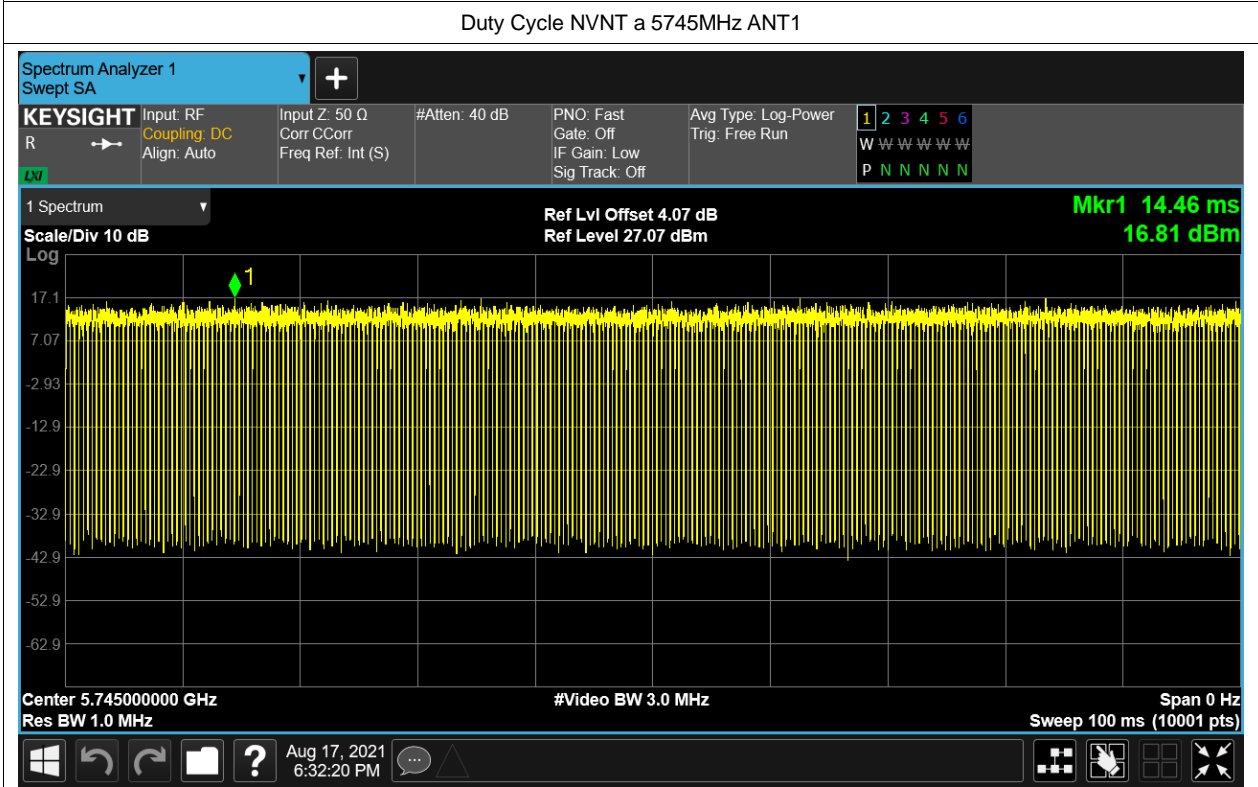 Duty Cycle NVNT a 5745MHz ANT1
Spectrum Analyzer 1
Swept SA
KEYSIGHT
R
LXI
Input: RF
Coupling: DC
Align: Auto
Input Z: 50 Ω
Corr CCorr
Freq Ref: Int (S)
#Atten: 40 dB
PNO: Fast
Gate: Off
IF Gain: Low
Sig Track: Off
Avg Type: Log-Power
Trig: Free Run
1 2 3 4 5 6
W W W W W W
P N N N N N
1 Spectrum
Scale/Div 10 dB
Ref Lvl Offset 4.07 dB
Ref Level 27.07 dBm
Mkr1 14.46 ms
16.81 dBm
Log
1
17.1
7.07
-2.93
-12.9
-22.9
-32.9
-42.9
-52.9
-62.9
Center 5.745000000 GHz
Res BW 1.0 MHz
#Video BW 3.0 MHz
Span 0 Hz
Sweep 100 ms (10001 pts)
?
Aug 17, 2021
6:32:20 PM